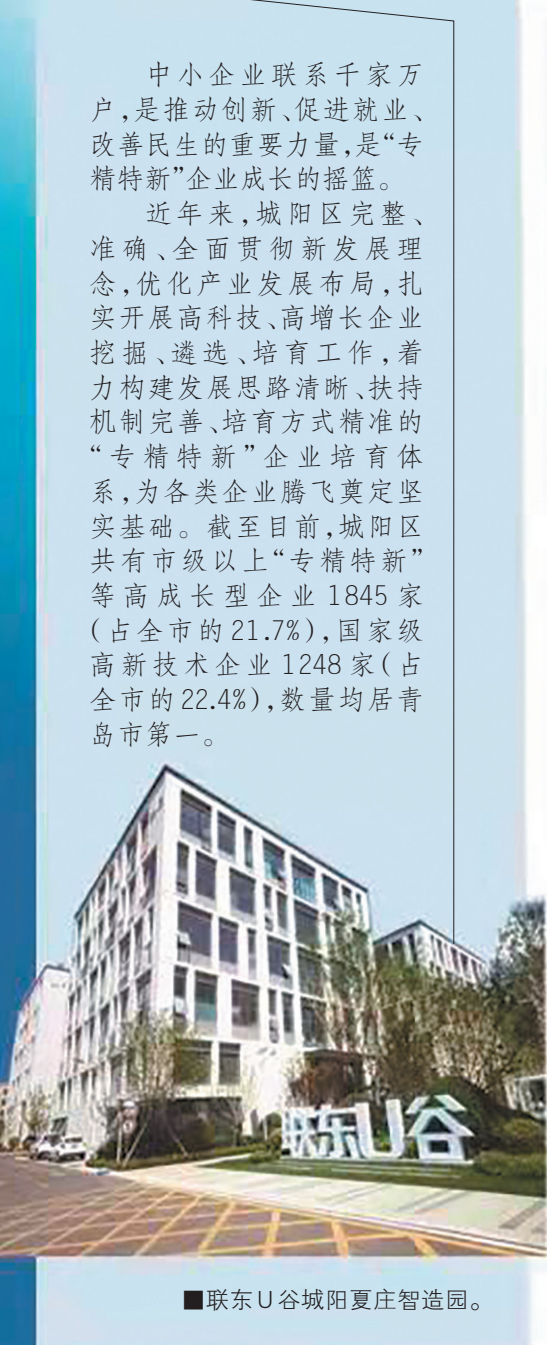 中小企业联系千家万
户,是推动创新、促进就业、
改善民生的重要力量,是“专
精特新”企业成长的摇篮。
近年来,城阳区完整、
准确、全面贯彻新发展理
念,优化产业发展布局,扎
实开展高科技、高增长企业
挖掘、遴选、培育工作,着
力构建发展思路清晰、扶持
机制完善、培育方式精准的
“专精特新”企业培育体
系,为各类企业腾飞奠定坚
实基础。截至目前,城阳区
共有市级以上“专精特新”
等高成长型企业1845家
(占全市的21.7%),国家级
高新技术企业1248家(占
全市的22.4%),数量均居青
岛市第一。
联东U谷
■联东U谷城阳夏庄智造园。